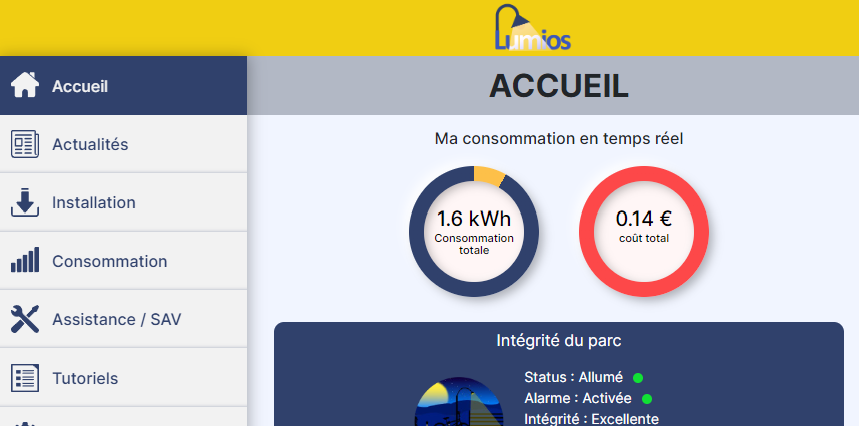 Lumios
Accueil
ACCUEIL
Actualités
Installation
Consommation
Assistance / SAV
Tutoriels
Ma consommation en temps réel
1.6 kWh
Consommation
totale
0.14 €
coût total
Intégrité du parc
Status : Allumé
Alarme : Activée
Intégrité : Excellente